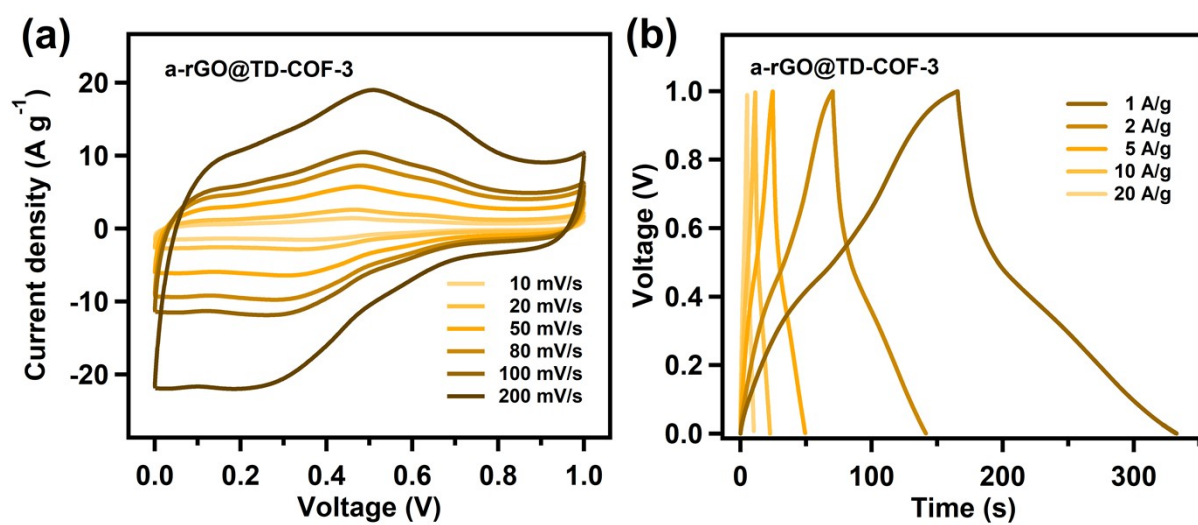 (a)
a-rGO@TD-COF-3
Current density (A g⁻¹)
20
10
0
-10
-20
10 mV/s
20 mV/s
50 mV/s
80 mV/s
100 mV/s
200 mV/s
0.0 0.2 0.4 0.6 0.8 1.0
Voltage (V)
(b)
a-rGO@TD-COF-3
Voltage (V)
1.0
0.8
0.6
0.4
0.2
0.0
1 A/g
2 A/g
5 A/g
10 A/g
20 A/g
0 100 200 300
Time (s)